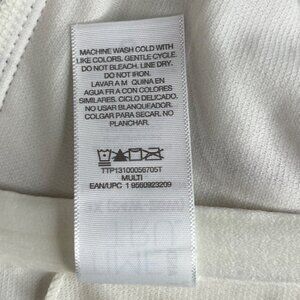 MACHINE WASH COLD WITH
LIKE COLORS. GENTLE CYCLE.
DO NOT BLEACH. LINE DRY.
DO NOT IRON.
LAVAR A M QUINA EN
AGUA FR A CON COLORES
SIMILARES. CICLO DELICADO.
NO USAR BLANQUEADOR.
COLGAR PARA SECAR. NO
PLANCHAR.
TTP13100056705T
MULTI
EAN/UPC 1 9560923209